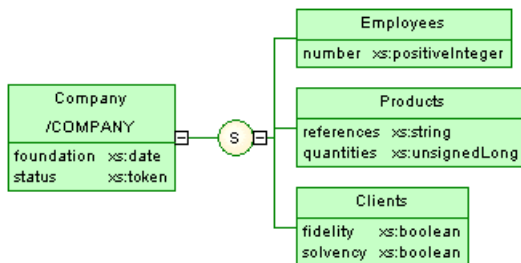 Company
/COMPANY
foundation xs:date
status xs:token
S
Employees
number xs:positiveInteger
Products
references xs:string
quantities xs:unsignedLong
Clients
fidelity xs:boolean
solvency xs:boolean